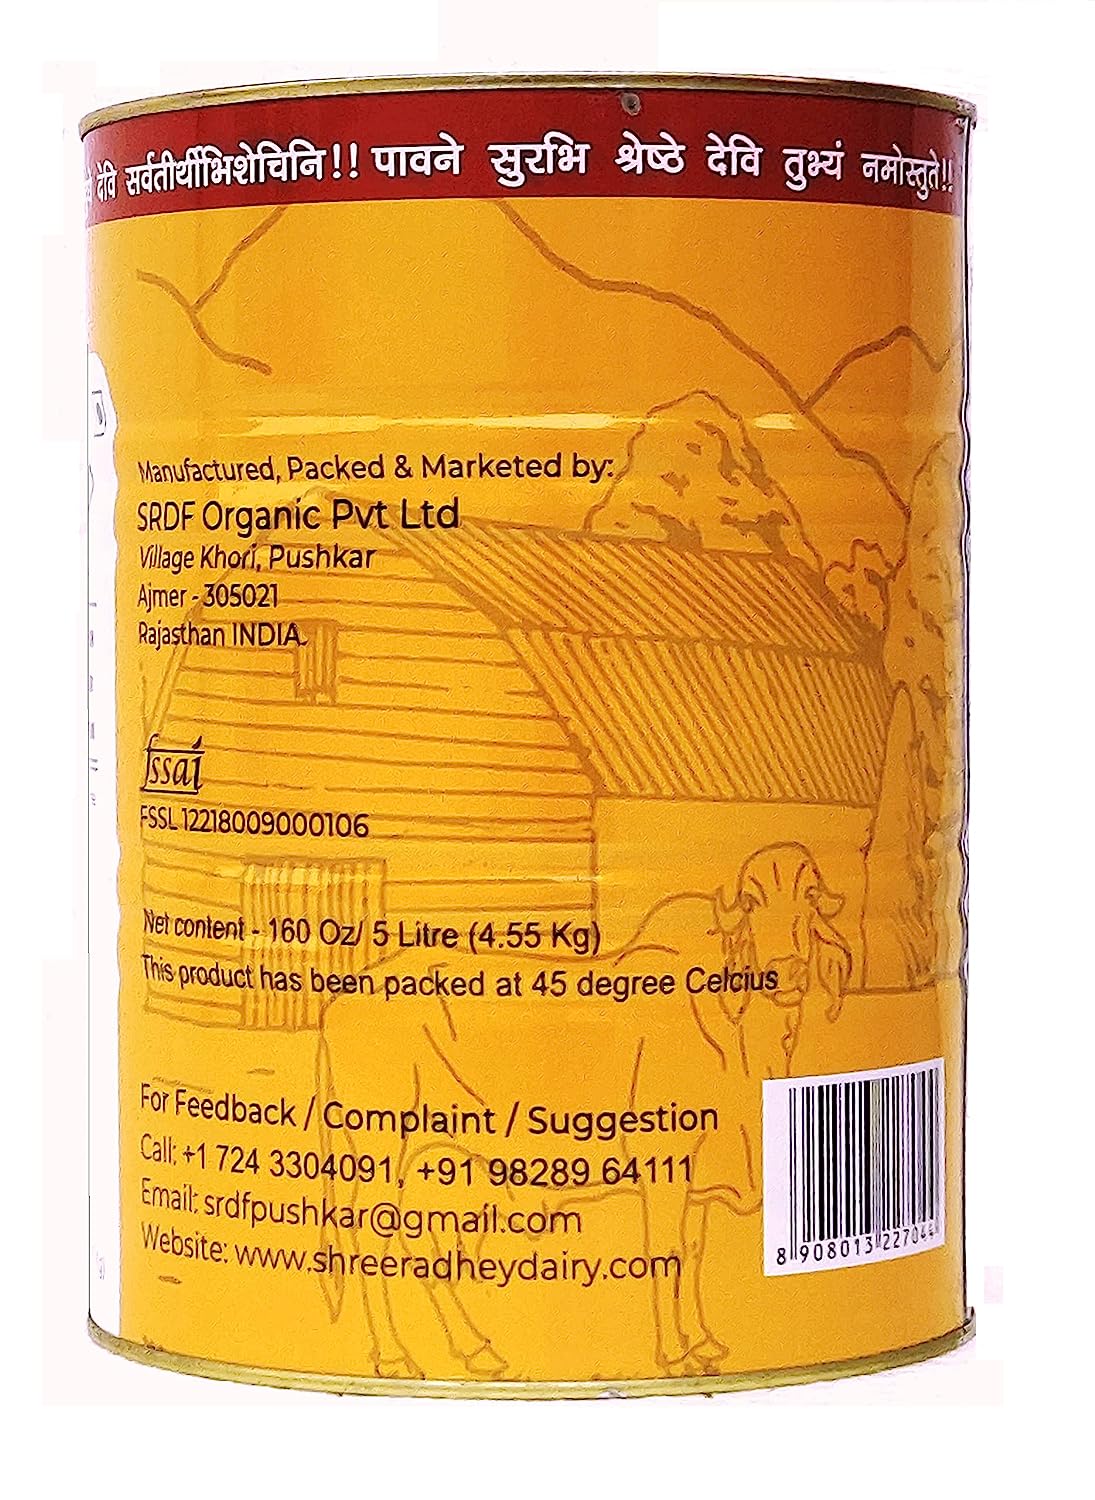 देवि सर्वतीर्थीभिशेचिनि!! पावने सुरभि श्रेष्ठे देवि तुभ्यं नमोस्तुते!!
Manufactured, Packed & Marketed by:
SRDF Organic Pvt Ltd
Village Khori, Pushkar
Ajmer - 305021
Rajasthan INDIA.
fssai
FSSL 12218009000106
Net content - 160 Oz/ 5 Litre (4.55 Kg)
This product has been packed at 45 degree Celcius
For Feedback / Complaint / Suggestion
Call: +1 724 3304091, +91 98289 64111
Email: srdfpushkar@gmail.com
Website: www.shreeradheydairy.com
8 908013 227044